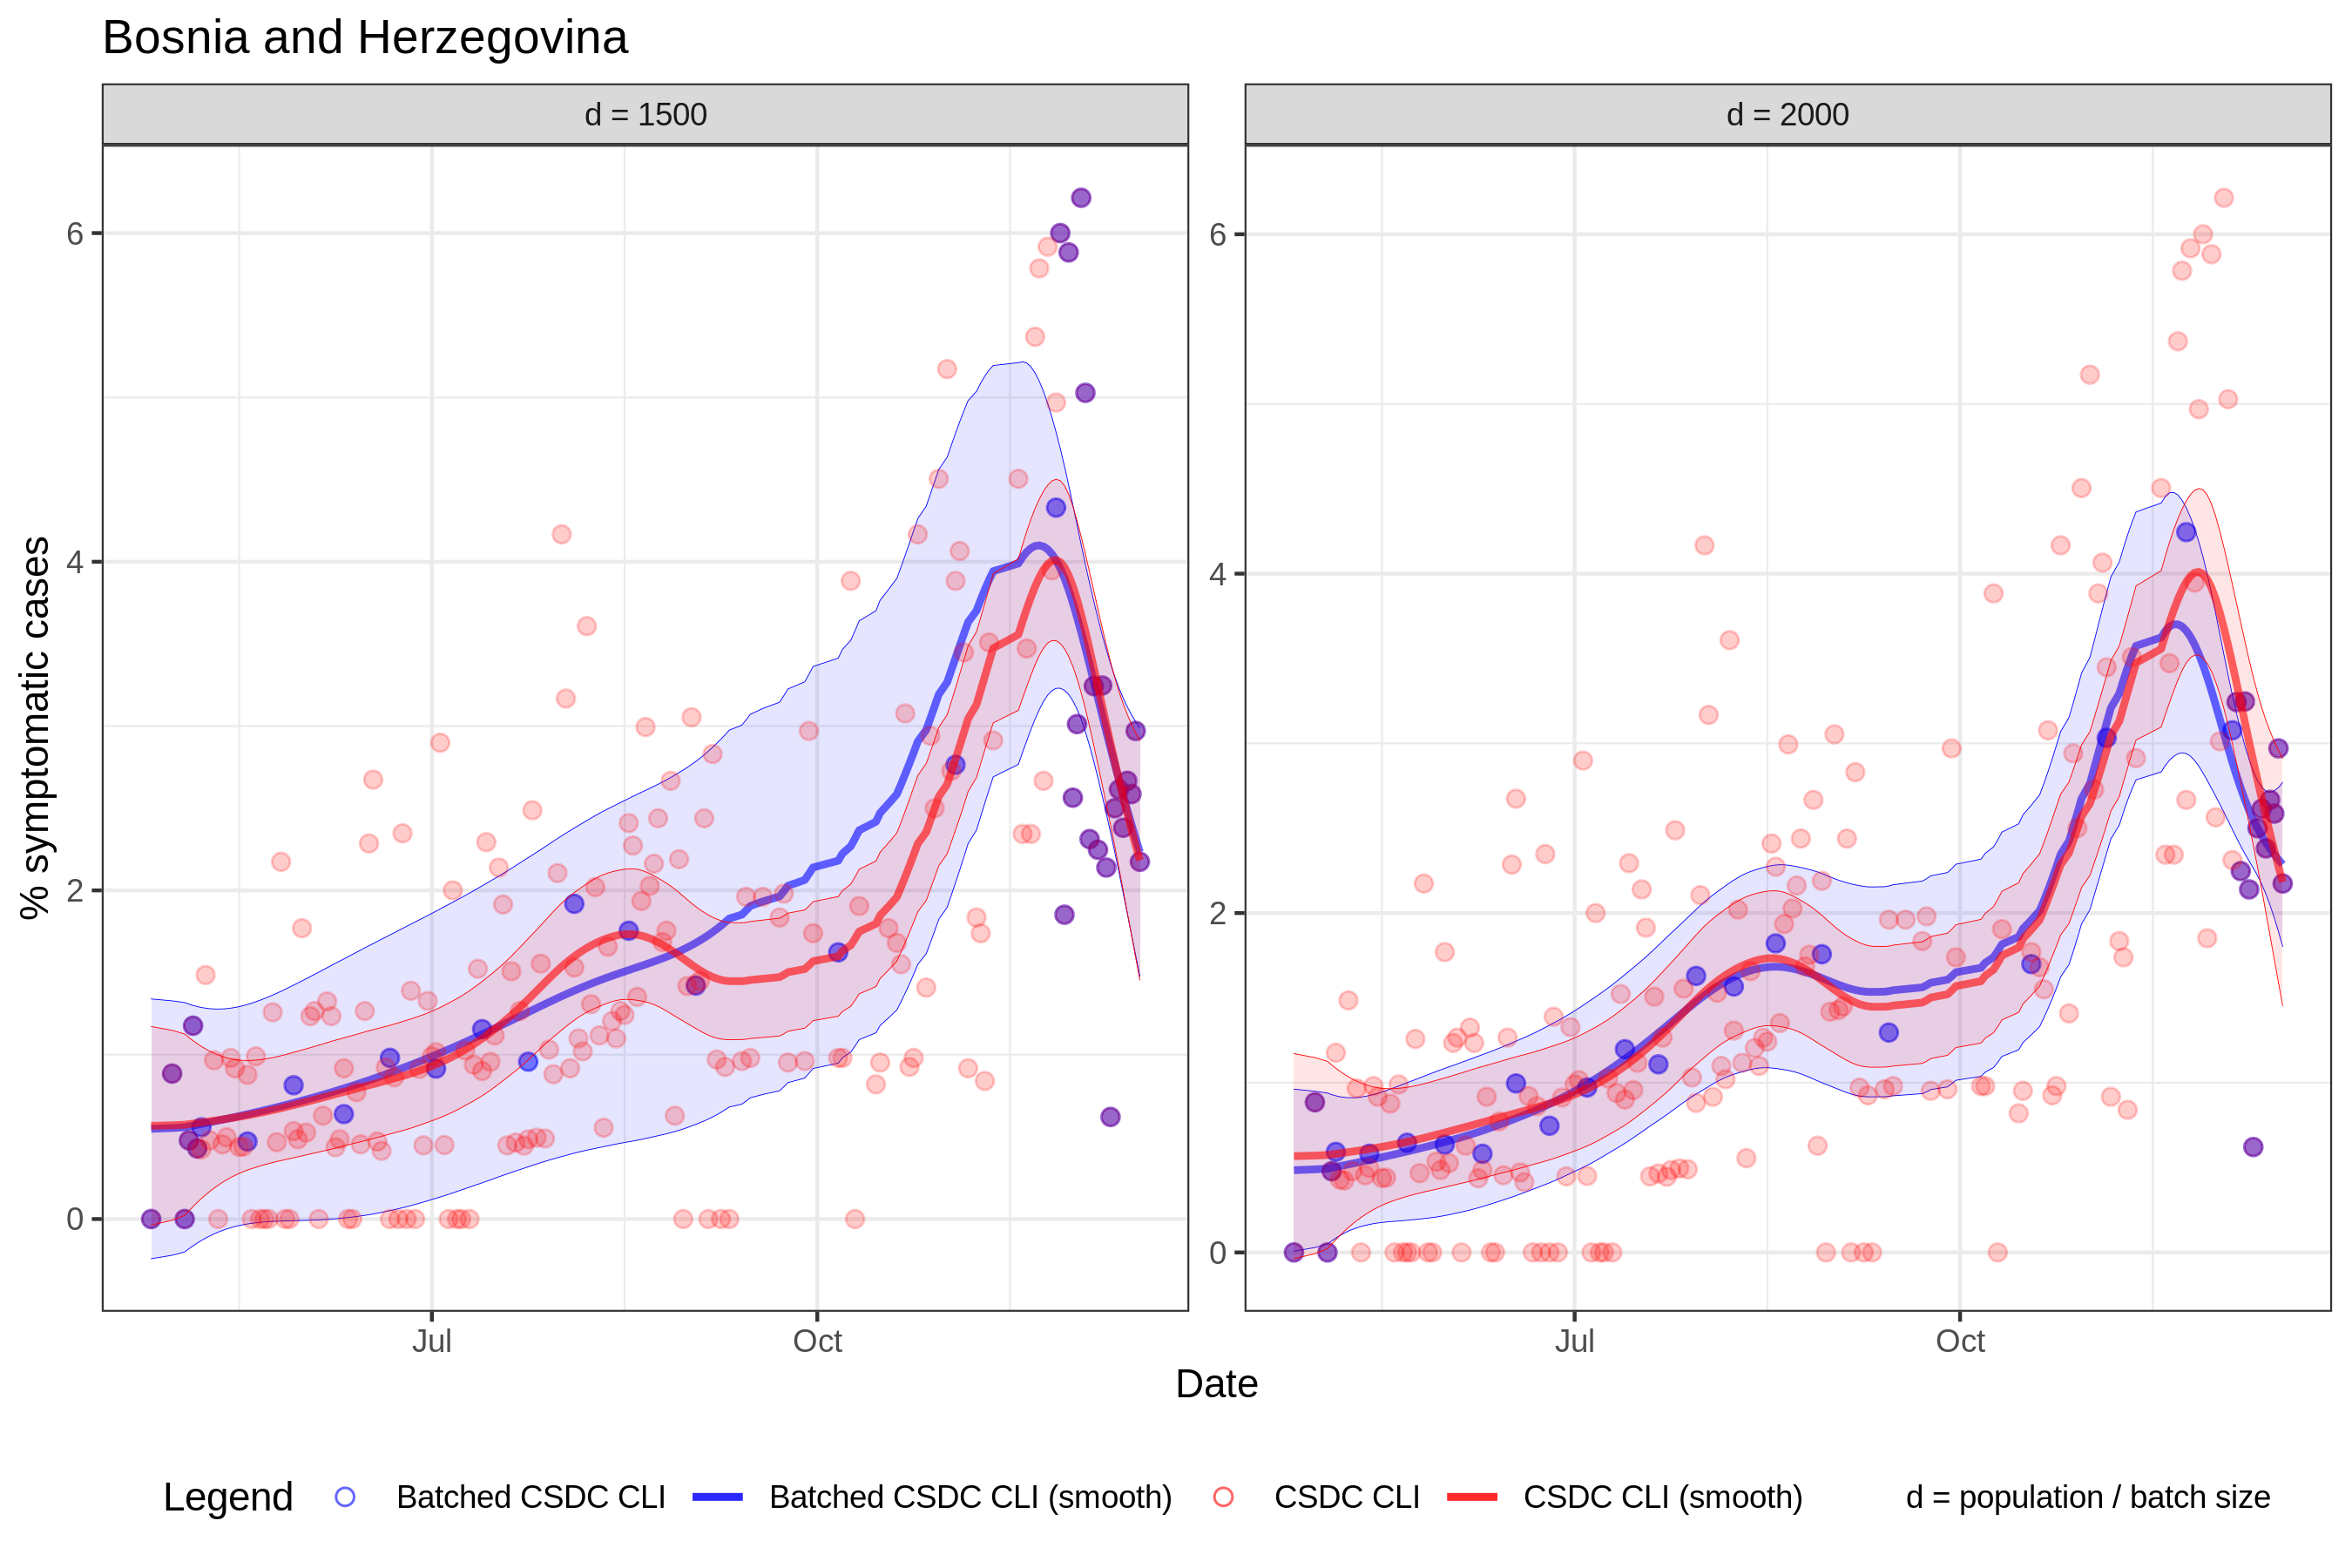 Bosnia and Herzegovina
d = 1500
d = 2000
% symptomatic cases
6
4
2
0
6
4
2
0
Jul
Oct
Jul
Oct
Date
Legend
Batched CSDC CLI
Batched CSDC CLI (smooth)
CSDC CLI
CSDC CLI (smooth)
d = population / batch size